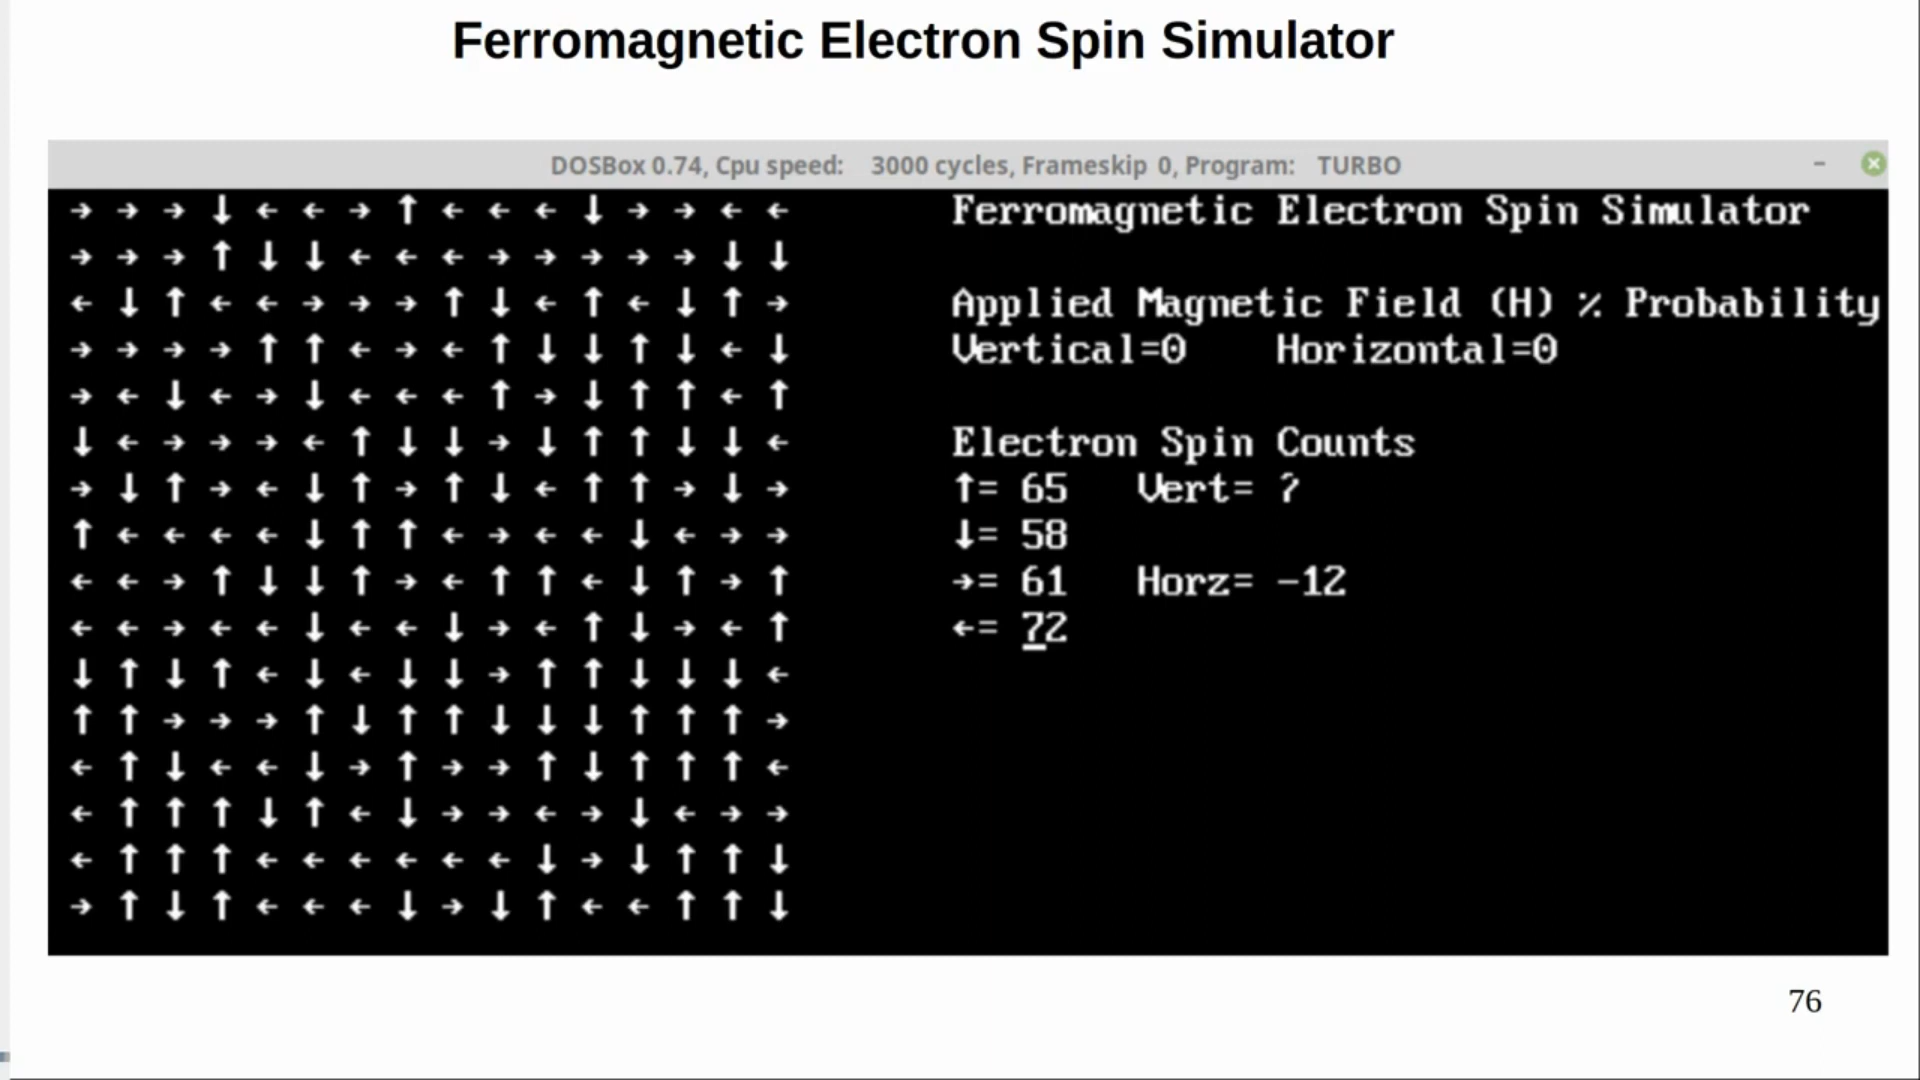 Ferromagnetic Electron Spin Simulator
DOSBox 0.74, Cpu speed: 3000 cycles, Frameskip 0, Program: TURBO
→ → → ↓ ← ← → ↑ ← ← ← ↓ → → ← ←
→ → → ↑ ↓ ↓ ← ← ← → → → → → ↓ ↓
← ↓ ↑ ← ← → → → ↑ ↓ ← ↑ ← ↓ ↑ →
→ → → → ↑ ↑ ← → ← ↑ ↓ ↓ ↑ ↓ ← ↓
→ ← ↓ ← → ↓ ← ← ← ↑ → ↓ ↑ ↑ ← ↑
↓ ← → → → ← ↑ ↓ ↓ → ↓ ↑ ↑ ↓ ↓ ←
→ ↓ ↑ → ← ↓ ↑ → ↑ ↓ ← ↑ ↑ → ↓ →
↑ ← ← ← ← ↓ ↑ ↑ ← → ← ← ↓ ← → →
← ← → ↑ ↓ ↓ ↑ → ← ↑ ↑ ← ↓ ↑ → ↑
← ← → ← ← ↓ ← ← ↓ → ← ↑ ↓ → ← ↑
↓ ↑ ↓ ↑ ← ↓ ← ↓ ↓ → ↑ ↑ ↓ ↓ ↓ ←
↑ ↑ → → → ↑ ↓ ↑ ↑ ↓ ↓ ↓ ↑ ↑ ↑ →
← ↑ ↓ ← ← ↓ → ↑ → → ↑ ↓ ↑ ↑ ↑ ←
← ↑ ↑ ↑ ↓ ↑ ← ↓ → → ← → ↓ ← → →
← ↑ ↑ ↑ ← ← ← ← ← ← ↓ → ↓ ↑ ↑ ↓
→ ↑ ↓ ↑ ← ← ← ↓ → ↓ ↑ ← ← ↑ ↑ ↓
Ferromagnetic Electron Spin Simulator
Applied Magnetic Field (H) % Probability
Vertical=0 Horizontal=0
Electron Spin Counts
↑= 65 Vert= 7
↓= 58
→= 61 Horz= -12
←= 72
76